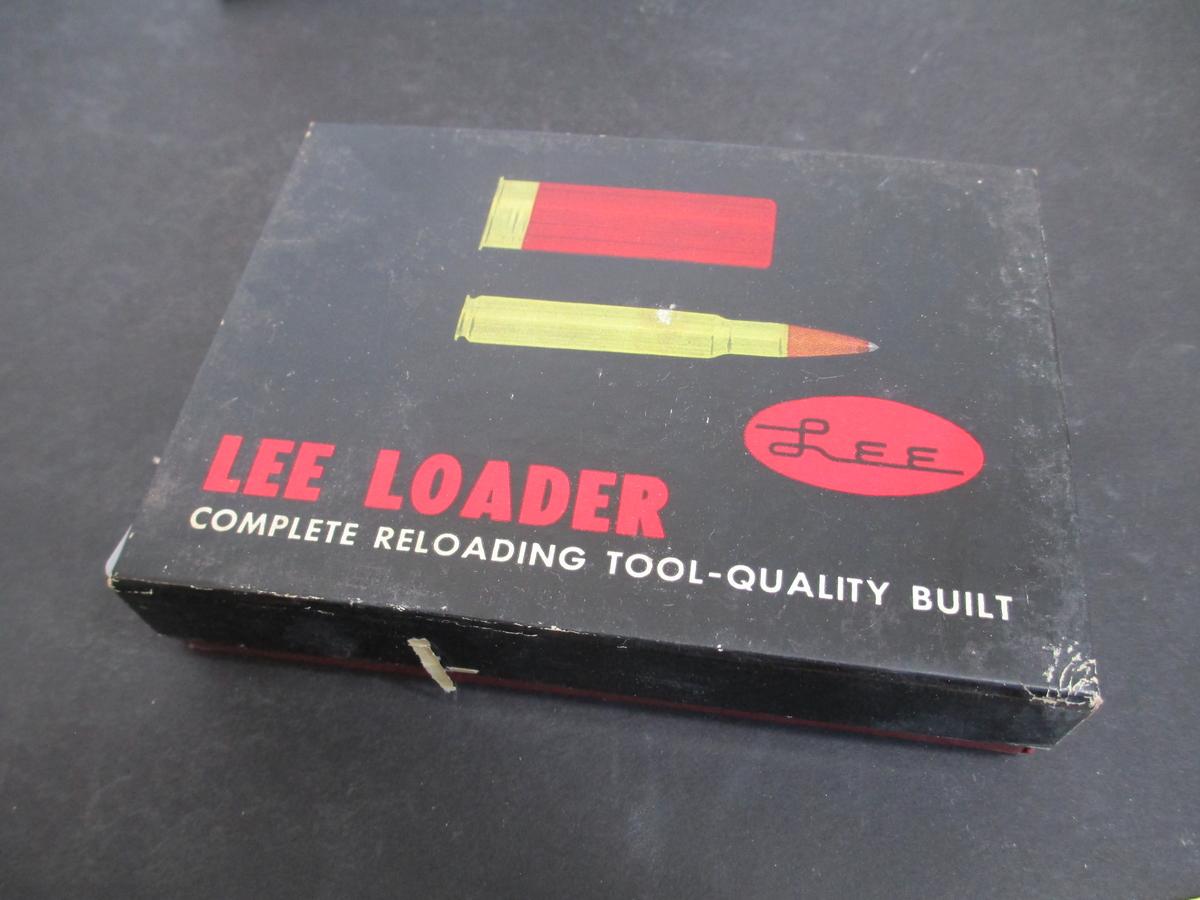 LEE
LEE LOADER
COMPLETE RELOADING TOOL-QUALITY BUILT